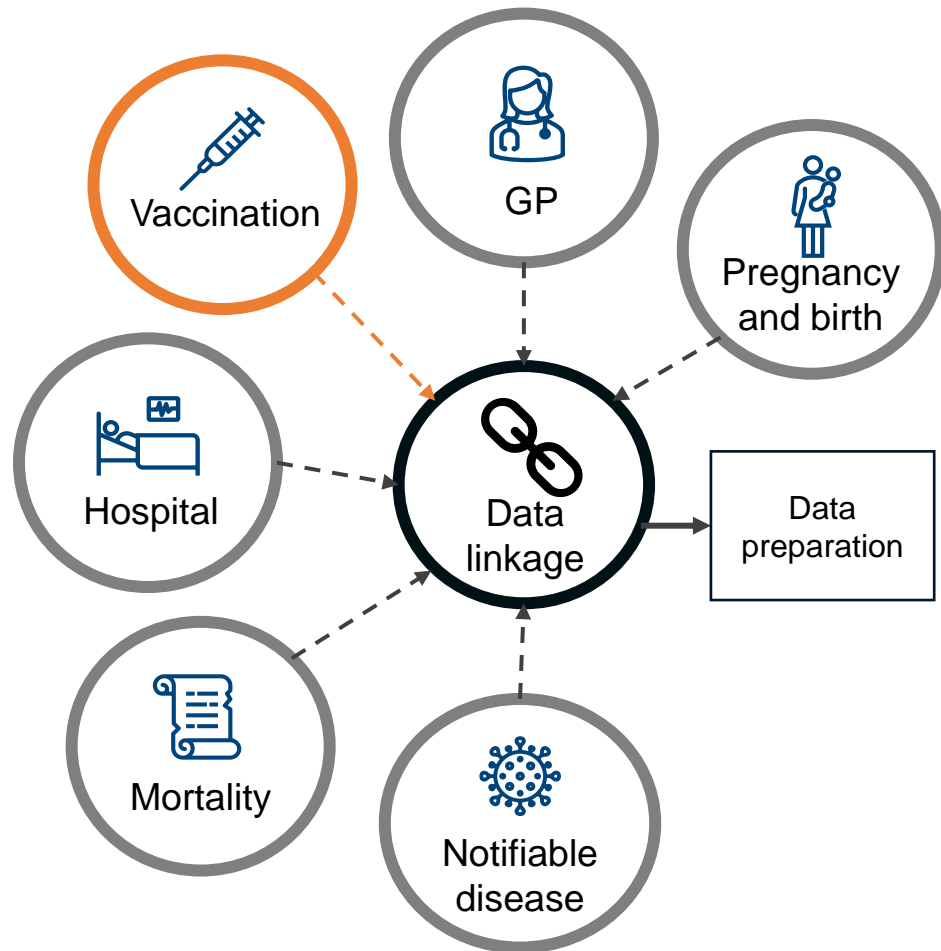 Vaccination
GP
Pregnancy
and birth
Hospital
Data
linkage
Data
preparation
Mortality
Notifiable
disease